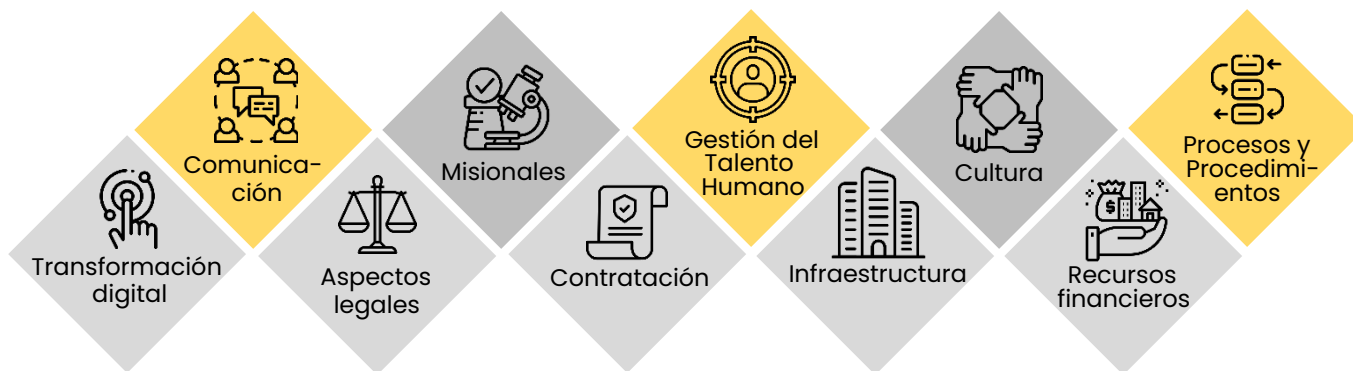 Transformación
digital
Comunica-
ción
Aspectos
legales
Misionales
Contratación
Gestión del
Talento
Humano
Infraestructura
Cultura
Recursos
financieros
Procesos y
Procedimi-
entos
$